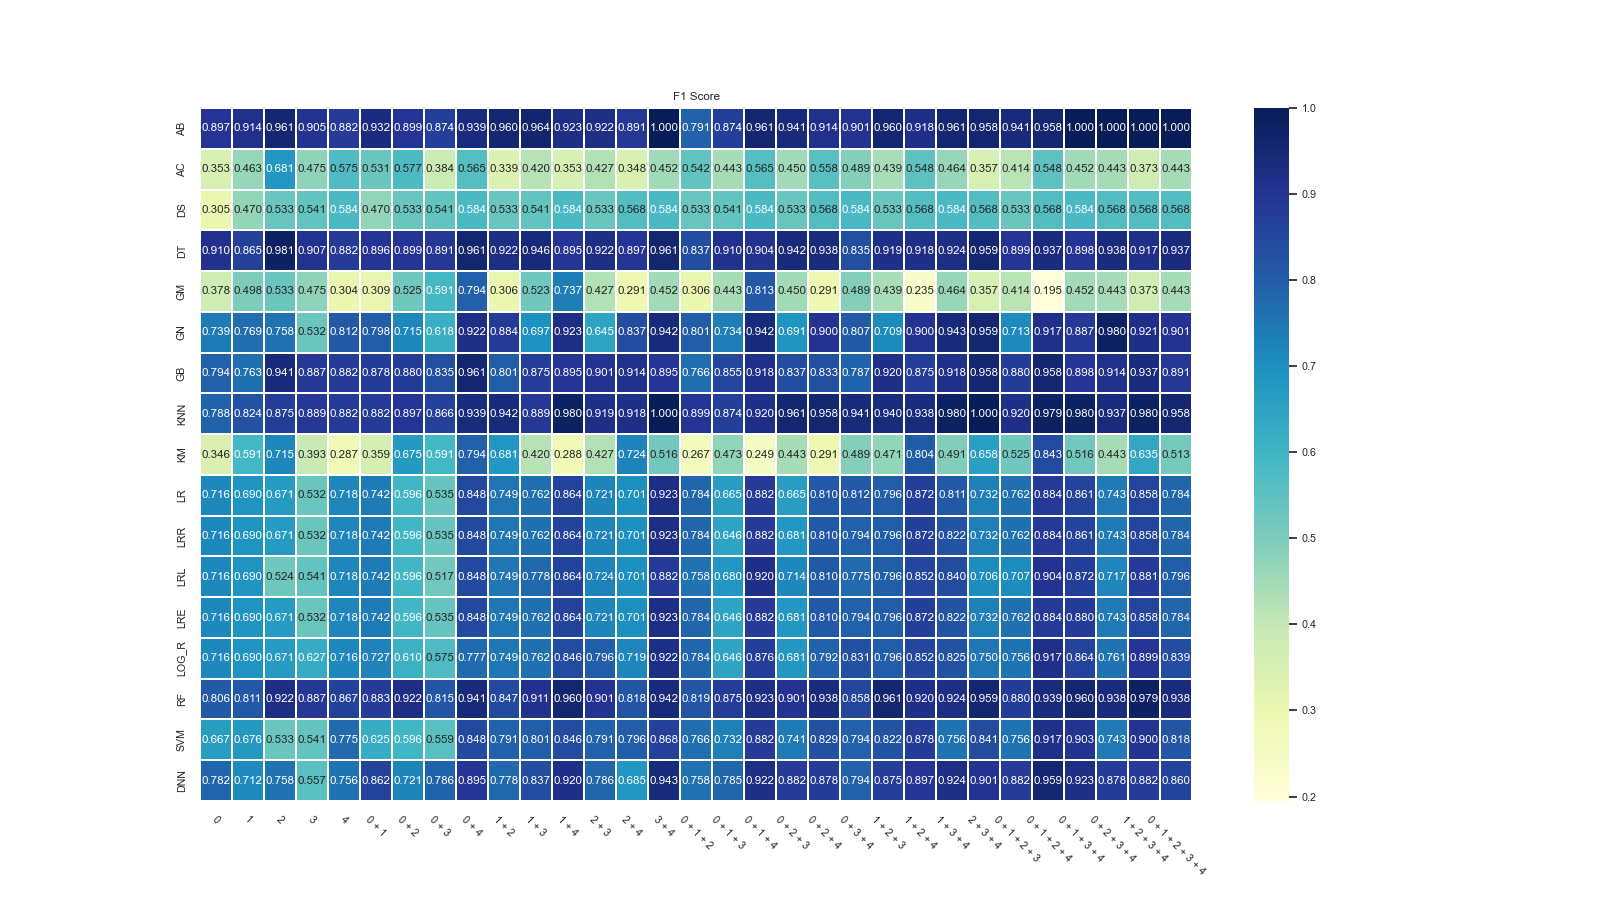 F1 Score
AB 0.897 0.914 0.961 0.905 0.882 0.932 0.899 0.874 0.939 0.960 0.964 0.923 0.922 0.891 1.000 0.791 0.874 0.961 0.941 0.914 0.901 0.960 0.918 0.961 0.958 0.941 0.958 1.000 1.000 1.000 1.000
AC 0.353 0.463 0.681 0.475 0.575 0.531 0.577 0.384 0.565 0.339 0.420 0.353 0.427 0.348 0.452 0.542 0.443 0.565 0.450 0.558 0.489 0.439 0.548 0.464 0.357 0.414 0.548 0.452 0.443 0.373 0.443
DS 0.305 0.470 0.533 0.541 0.584 0.470 0.533 0.541 0.584 0.533 0.541 0.584 0.533 0.568 0.584 0.533 0.541 0.584 0.533 0.568 0.584 0.533 0.584 0.568 0.533 0.568 0.584 0.568 0.568 0.568
DT 0.910 0.865 0.981 0.907 0.882 0.896 0.899 0.891 0.961 0.922 0.946 0.895 0.922 0.897 0.961 0.837 0.910 0.904 0.942 0.938 0.835 0.919 0.918 0.924 0.959 0.899 0.937 0.898 0.938 0.917 0.937
GM 0.378 0.498 0.533 0.475 0.304 0.309 0.525 0.591 0.794 0.306 0.523 0.737 0.427 0.291 0.452 0.306 0.443 0.813 0.450 0.291 0.489 0.439 0.235 0.464 0.357 0.414 0.195 0.452 0.443 0.373 0.443
GN 0.739 0.769 0.758 0.532 0.812 0.798 0.715 0.618 0.922 0.884 0.697 0.923 0.645 0.837 0.942 0.801 0.734 0.942 0.691 0.900 0.807 0.709 0.900 0.943 0.959 0.713 0.917 0.887 0.980 0.921 0.901
GB 0.794 0.763 0.941 0.887 0.882 0.878 0.880 0.835 0.961 0.801 0.875 0.895 0.901 0.914 0.895 0.766 0.855 0.918 0.837 0.833 0.787 0.920 0.875 0.918 0.958 0.880 0.958 0.898 0.914 0.937 0.891
KNN 0.788 0.824 0.875 0.889 0.882 0.882 0.897 0.866 0.939 0.942 0.889 0.980 0.919 0.918 1.000 0.899 0.874 0.920 0.961 0.958 0.941 0.940 0.938 0.980 1.000 0.920 0.979 0.980 0.937 0.980 0.958
KM 0.346 0.591 0.715 0.393 0.287 0.359 0.675 0.591 0.794 0.681 0.420 0.288 0.427 0.724 0.516 0.267 0.473 0.249 0.443 0.291 0.489 0.471 0.804 0.491 0.658 0.525 0.843 0.516 0.443 0.635 0.513
LR 0.716 0.690 0.671 0.532 0.718 0.742 0.596 0.535 0.848 0.749 0.762 0.864 0.721 0.701 0.923 0.784 0.665 0.882 0.665 0.810 0.812 0.796 0.872 0.811 0.732 0.762 0.884 0.861 0.743 0.858 0.784
LRR 0.716 0.690 0.671 0.532 0.718 0.742 0.596 0.535 0.848 0.749 0.762 0.864 0.721 0.701 0.923 0.784 0.646 0.882 0.681 0.810 0.794 0.796 0.872 0.822 0.732 0.762 0.884 0.861 0.743 0.858 0.784
LRL 0.716 0.690 0.524 0.541 0.718 0.742 0.596 0.517 0.848 0.749 0.778 0.864 0.724 0.701 0.882 0.758 0.680 0.920 0.714 0.810 0.775 0.796 0.852 0.840 0.706 0.707 0.904 0.872 0.717 0.881 0.796
LRE 0.716 0.690 0.671 0.532 0.718 0.742 0.596 0.535 0.848 0.749 0.762 0.864 0.721 0.701 0.923 0.784 0.646 0.882 0.681 0.810 0.794 0.796 0.872 0.822 0.732 0.762 0.884 0.880 0.743 0.858 0.784
LOG_R 0.716 0.690 0.671 0.627 0.716 0.727 0.610 0.575 0.777 0.749 0.762 0.846 0.796 0.719 0.922 0.784 0.646 0.876 0.681 0.792 0.831 0.796 0.852 0.825 0.750 0.756 0.917 0.864 0.761 0.899 0.839
RF 0.806 0.811 0.922 0.887 0.867 0.883 0.922 0.815 0.941 0.847 0.911 0.960 0.901 0.818 0.942 0.819 0.875 0.923 0.901 0.938 0.858 0.961 0.920 0.924 0.959 0.880 0.939 0.960 0.938 0.979 0.938
SVM 0.667 0.676 0.533 0.541 0.775 0.625 0.596 0.559 0.848 0.791 0.801 0.846 0.791 0.796 0.868 0.766 0.732 0.882 0.741 0.829 0.794 0.822 0.878 0.756 0.841 0.756 0.917 0.903 0.743 0.900 0.818
DNN 0.782 0.712 0.758 0.557 0.756 0.862 0.721 0.786 0.895 0.778 0.837 0.920 0.786 0.685 0.943 0.758 0.785 0.922 0.882 0.878 0.794 0.875 0.897 0.924 0.901 0.882 0.959 0.923 0.878 0.882 0.860
0 1 2 3 4 0 + 1 0 + 2 0 + 3 0 + 4 1 + 2 1 + 3 1 + 4 2 + 3 2 + 4 3 + 4 0 + 1 + 2 0 + 1 + 3 0 + 1 + 4 0 + 2 + 3 0 + 2 + 4 0 + 3 + 4 1 + 2 + 3 1 + 2 + 4 1 + 3 + 4 2 + 3 + 4 0 + 1 + 2 + 3 0 + 1 + 2 + 4 0 + 1 + 3 + 4 0 + 2 + 3 + 4 1 + 2 + 3 + 4 0 + 1 + 2 + 3 + 4
1.0
0.9
0.8
0.7
0.6
0.5
0.4
0.3
0.2